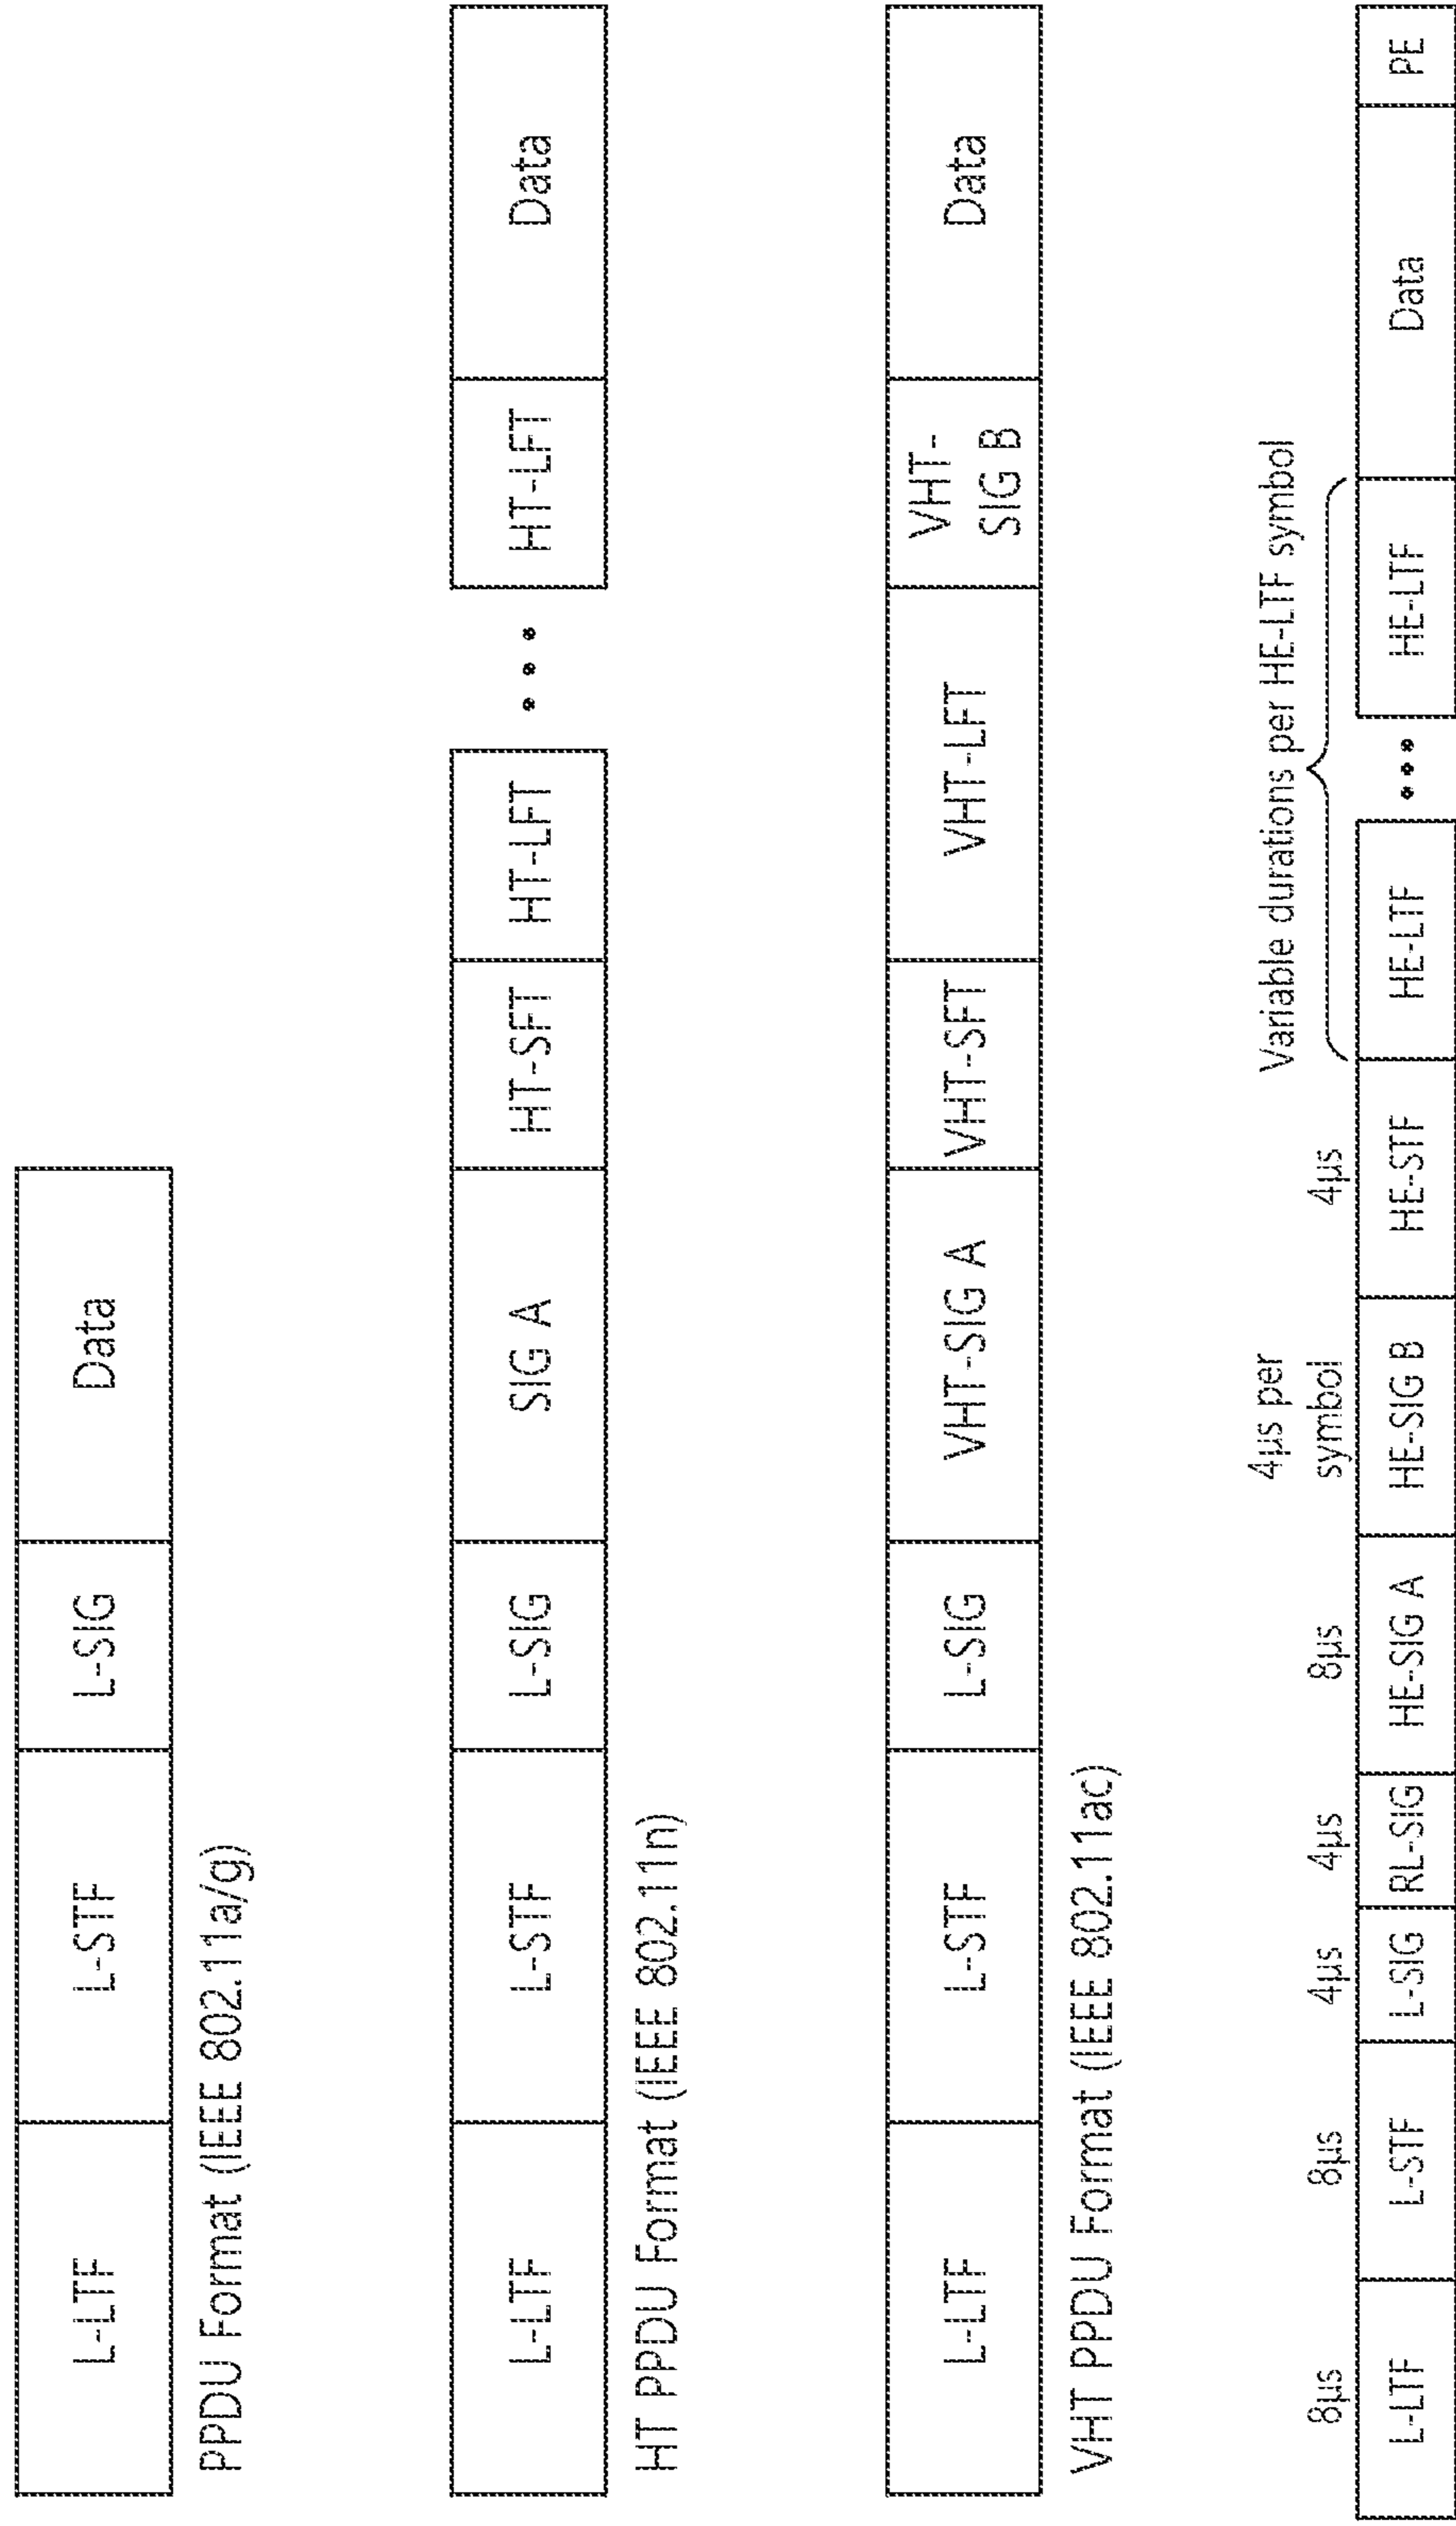 L-LTF
L-STF
L-SIG
Data
PPDU Format (IEEE 802.11a/g)
L-LTF
L-STF
L-SIG
SIG A
HT-SFT
HT-LFT
•••
HT-LFT
Data
HT PPDU Format (IEEE 802.11n)
L-LTF
L-STF
L-SIG
VHT-SIG A
VHT-SFT
VHT-LFT
VHT-
SIG B
Data
VHT PPDU Format (IEEE 802.11ac)
8µs
8µs
4µs
4µs
8µs
4µs per
symbol
4µs
Variable durations per HE-LTF symbol
L-LTF
L-STF
L-SIG
RL-SIG
HE-SIG A
HE-SIG B
HE-STF
HE-LTF
•••
HE-LTF
Data
PE